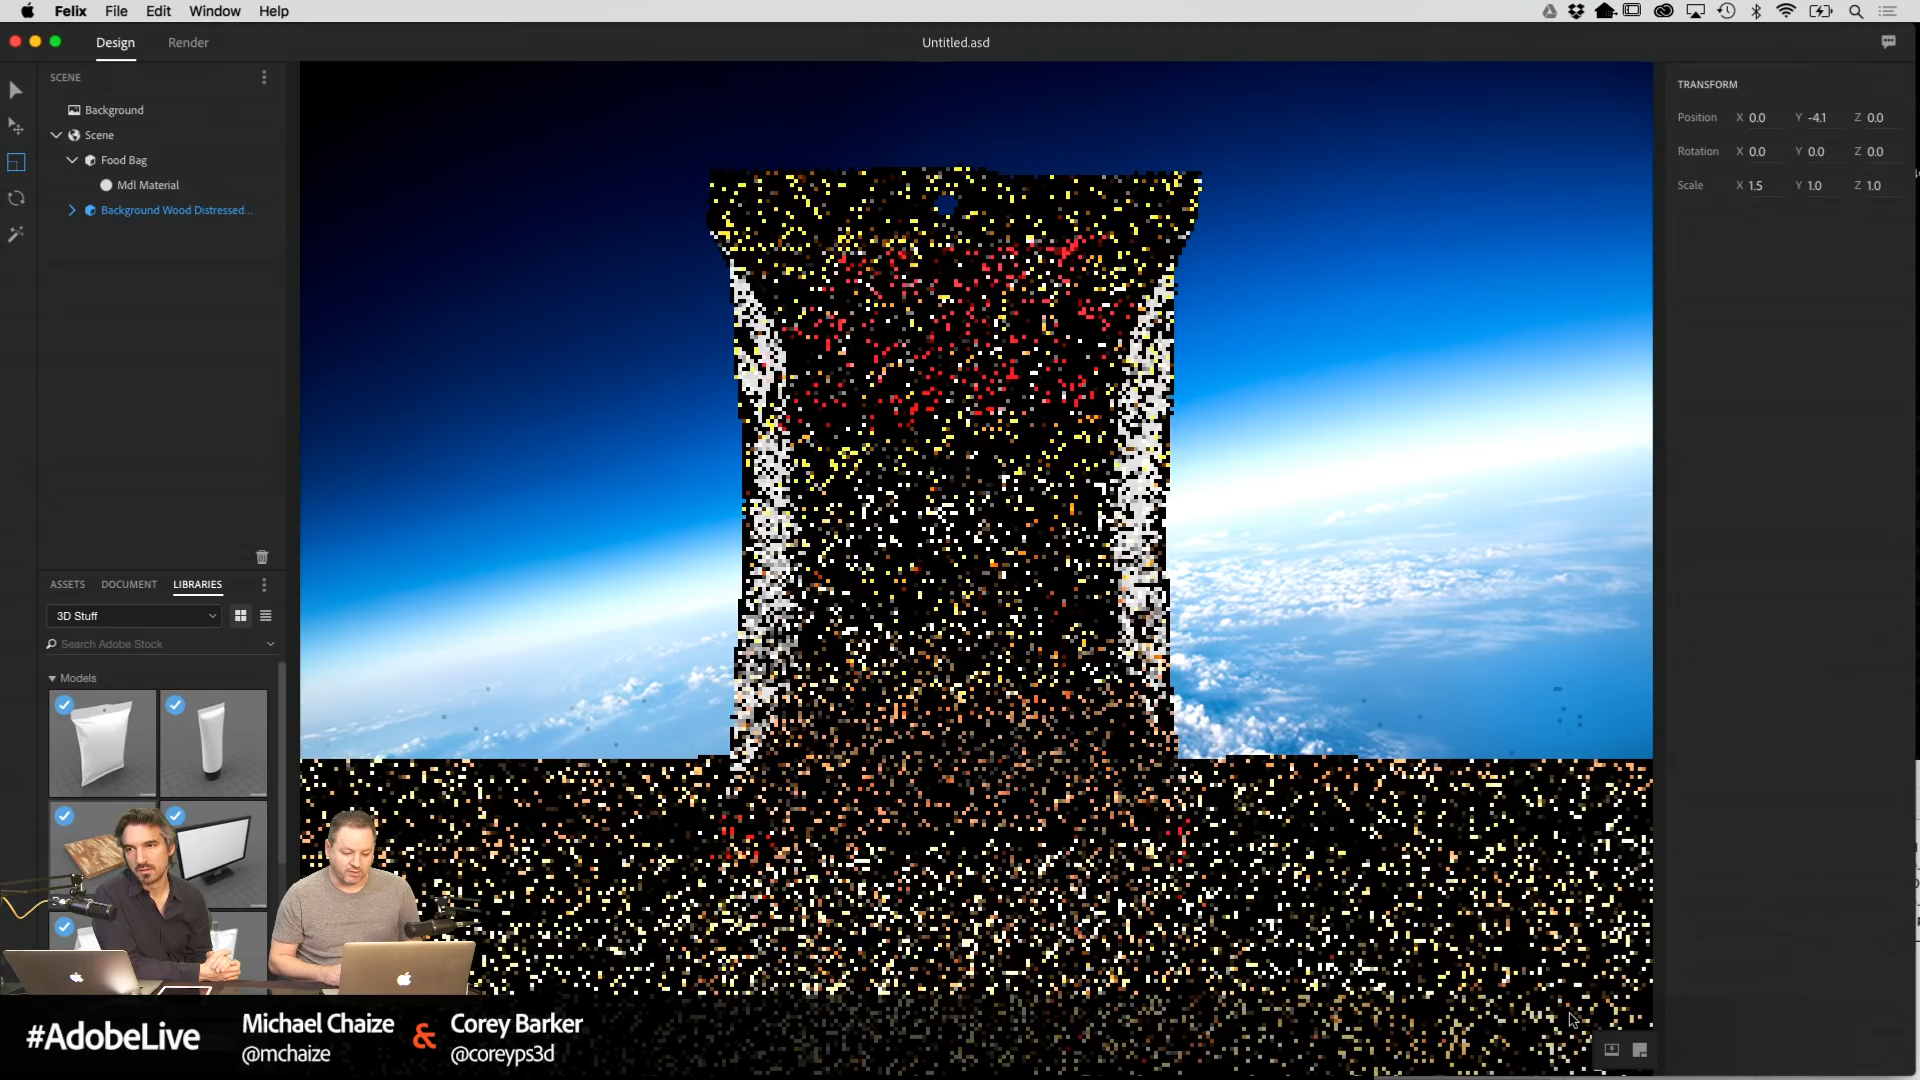 Felix File Edit Window Help
Design Render Untitled.asd
SCENE
Background
Scene
Food Bag
Mdl Material
Background Wood Distressed...
TRANSFORM
Position X 0.0 Y -4.1 Z 0.0
Rotation X 0.0 Y 0.0 Z 0.0
Scale X 1.5 Y 1.0 Z 1.0
ASSETS DOCUMENT LIBRARIES
3D Stuff
Search Adobe Stock
Models
#AdobeLive
Michael Chaize & Corey Barker
@mchaize @coreyps3d